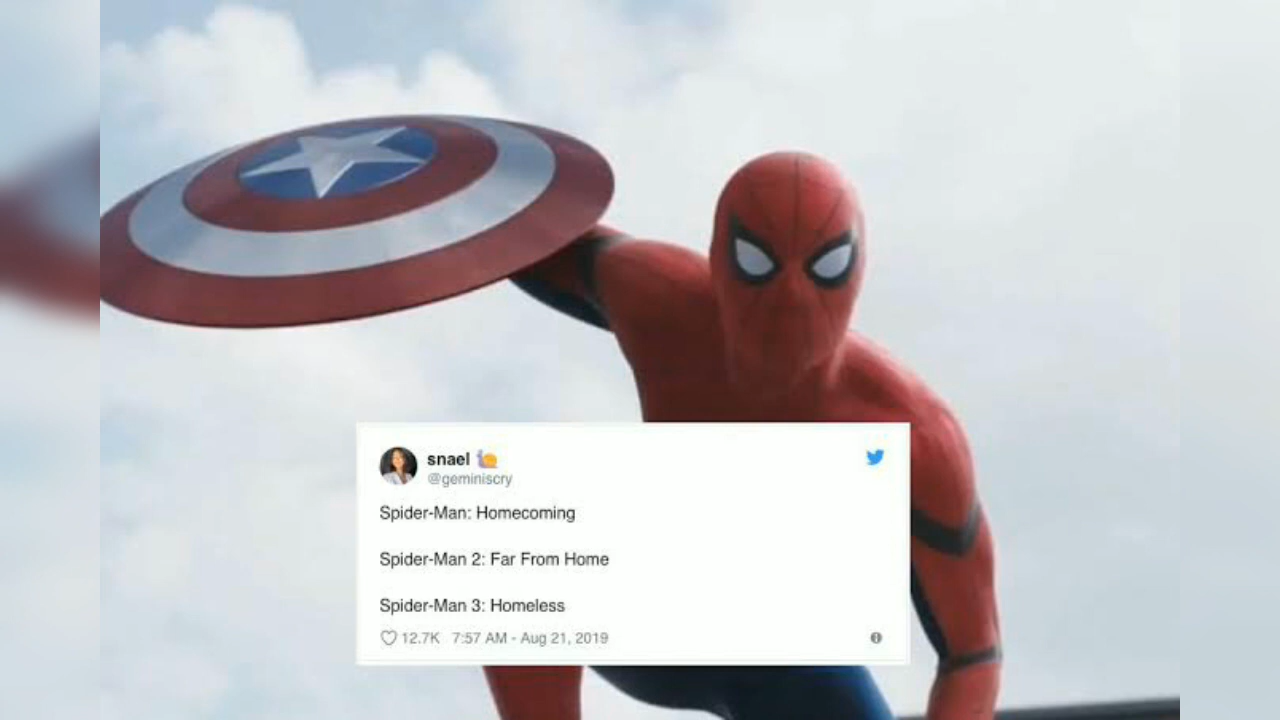 snael 🐌
@geminiscry
Spider-Man: Homecoming
Spider-Man 2: Far From Home
Spider-Man 3: Homeless
12.7K 7:57 AM - Aug 21, 2019